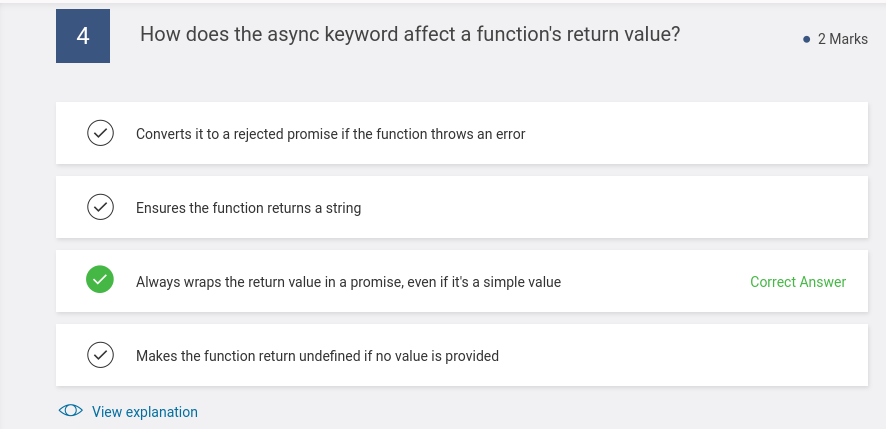 4
How does the async keyword affect a function's return value?
2 Marks
Converts it to a rejected promise if the function throws an error
Ensures the function returns a string
Always wraps the return value in a promise, even if it's a simple value
Correct Answer
Makes the function return undefined if no value is provided
View explanation